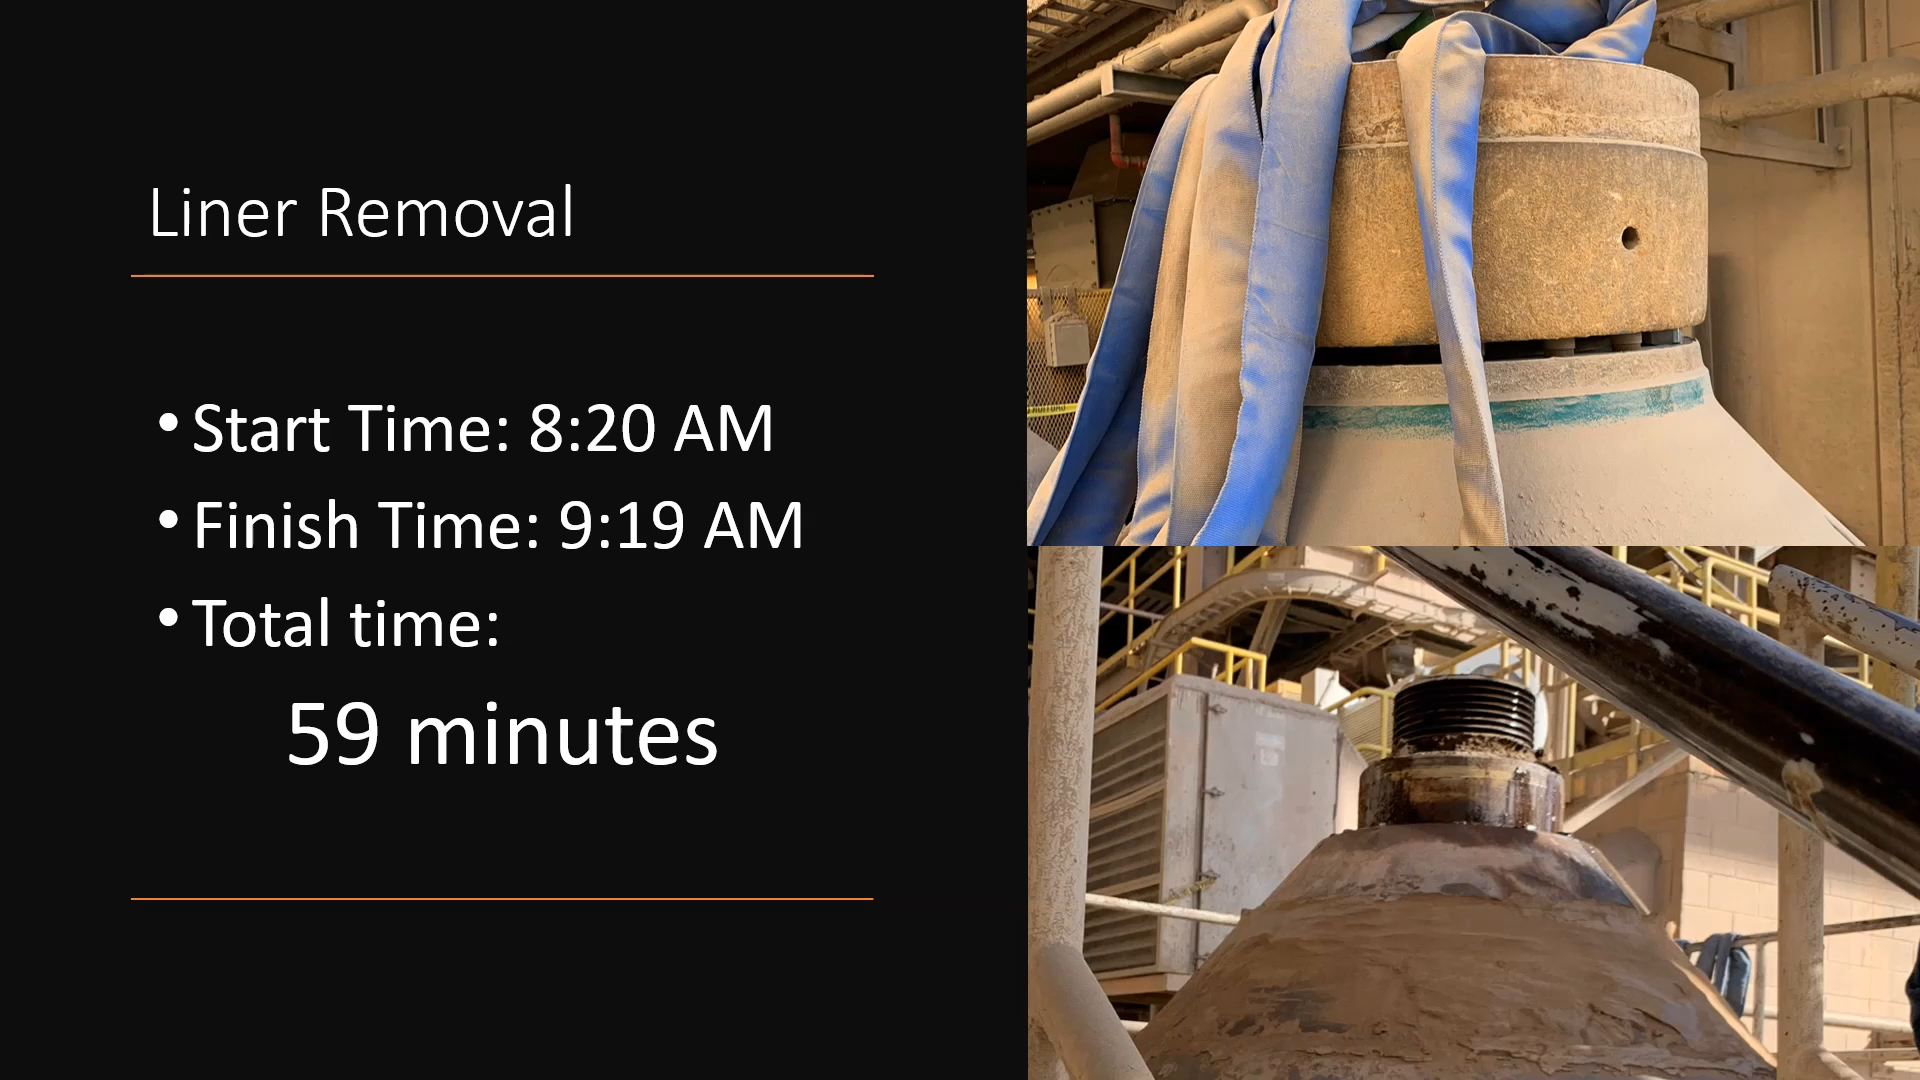 Liner Removal
• Start Time: 8:20 AM
• Finish Time: 9:19 AM
• Total time:
59 minutes